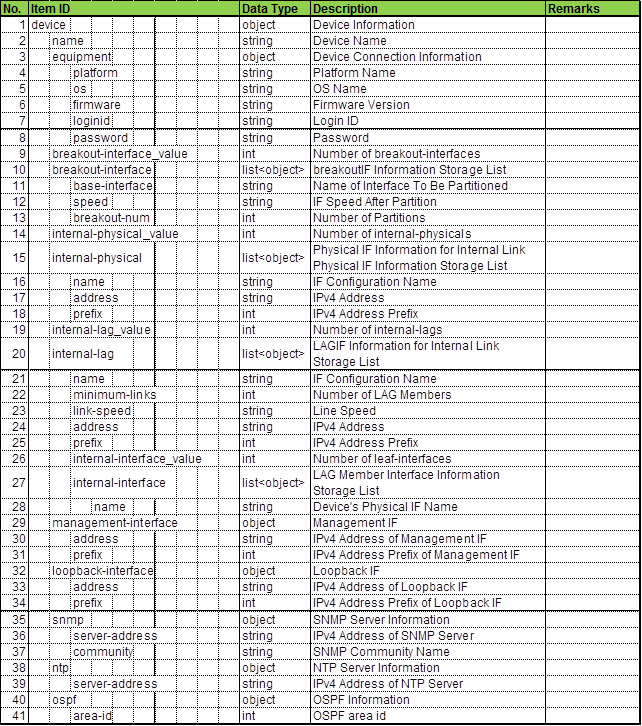 No. Item ID Data Type Description Remarks
1 device object Device Information
2 name string Device Name
3 equipment object Device Connection Information
4 platform string Platform Name
5 os string OS Name
6 firmware string Firmware Version
7 loginid string Login ID
8 password string Password
9 breakout-interface_value int Number of breakout-interfaces
10 breakout-interface list<object> breakoutIF Information Storage List
11 base-interface string Name of Interface To Be Partitioned
12 speed string IF Speed After Partition
13 breakout-num int Number of Partitions
14 internal-physical_value int Number of internal-physicals
15 internal-physical list<object> Physical IF Information for Internal Link
Physical IF Information Storage List
16 name string IF Configuration Name
17 address string IPv4 Address
18 prefix int IPv4 Address Prefix
19 internal-lag_value int Number of internal-lags
20 internal-lag list<object> LAGIF Information for Internal Link
Storage List
21 name string IF Configuration Name
22 minimum-links int Number of LAG Members
23 link-speed string Line Speed
24 address string IPv4 Address
25 prefix int IPv4 Address Prefix
26 internal-interface_value int Number of leaf-interfaces
27 internal-interface list<object> LAG Member Interface Information
Storage List
28 name string Device's Physical IF Name
29 management-interface object Management IF
30 address string IPv4 Address of Management IF
31 prefix int IPv4 Address Prefix of Management IF
32 loopback-interface object Loopback IF
33 address string IPv4 Address of Loopback IF
34 prefix int IPv4 Address Prefix of Loopback IF
35 snmp object SNMP Server Information
36 server-address string IPv4 Address of SNMP Server
37 community string SNMP Community Name
38 ntp object NTP Server Information
39 server-address string IPv4 Address of NTP Server
40 ospf object OSPF Information
41 area-id int OSPF area id